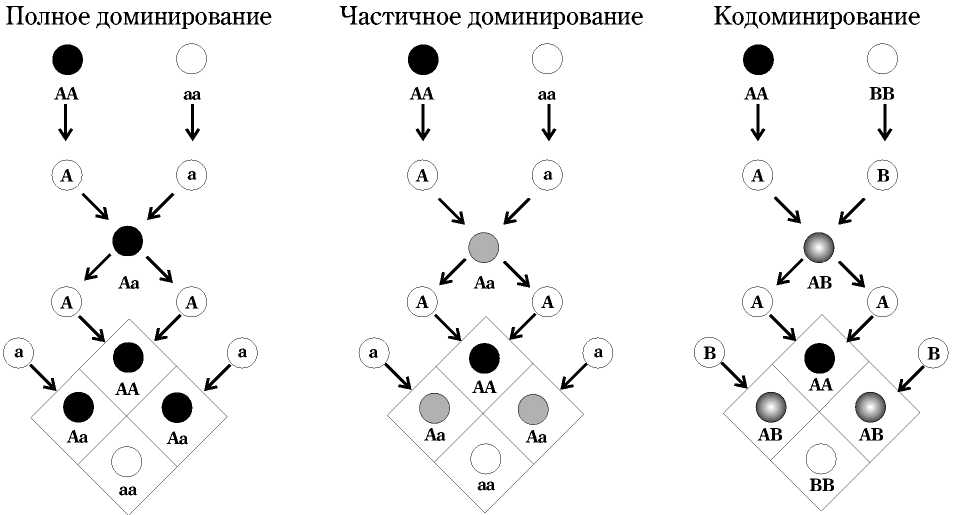 Полное доминирование
Частичное доминирование
Кодоминирование
AA aa AA aa AA BB
A a A a A B
Aa Aa AB
A A A A A A
a a a a B B
AA AA AA
Aa Aa Aa Aa AB AB
aa aa BB